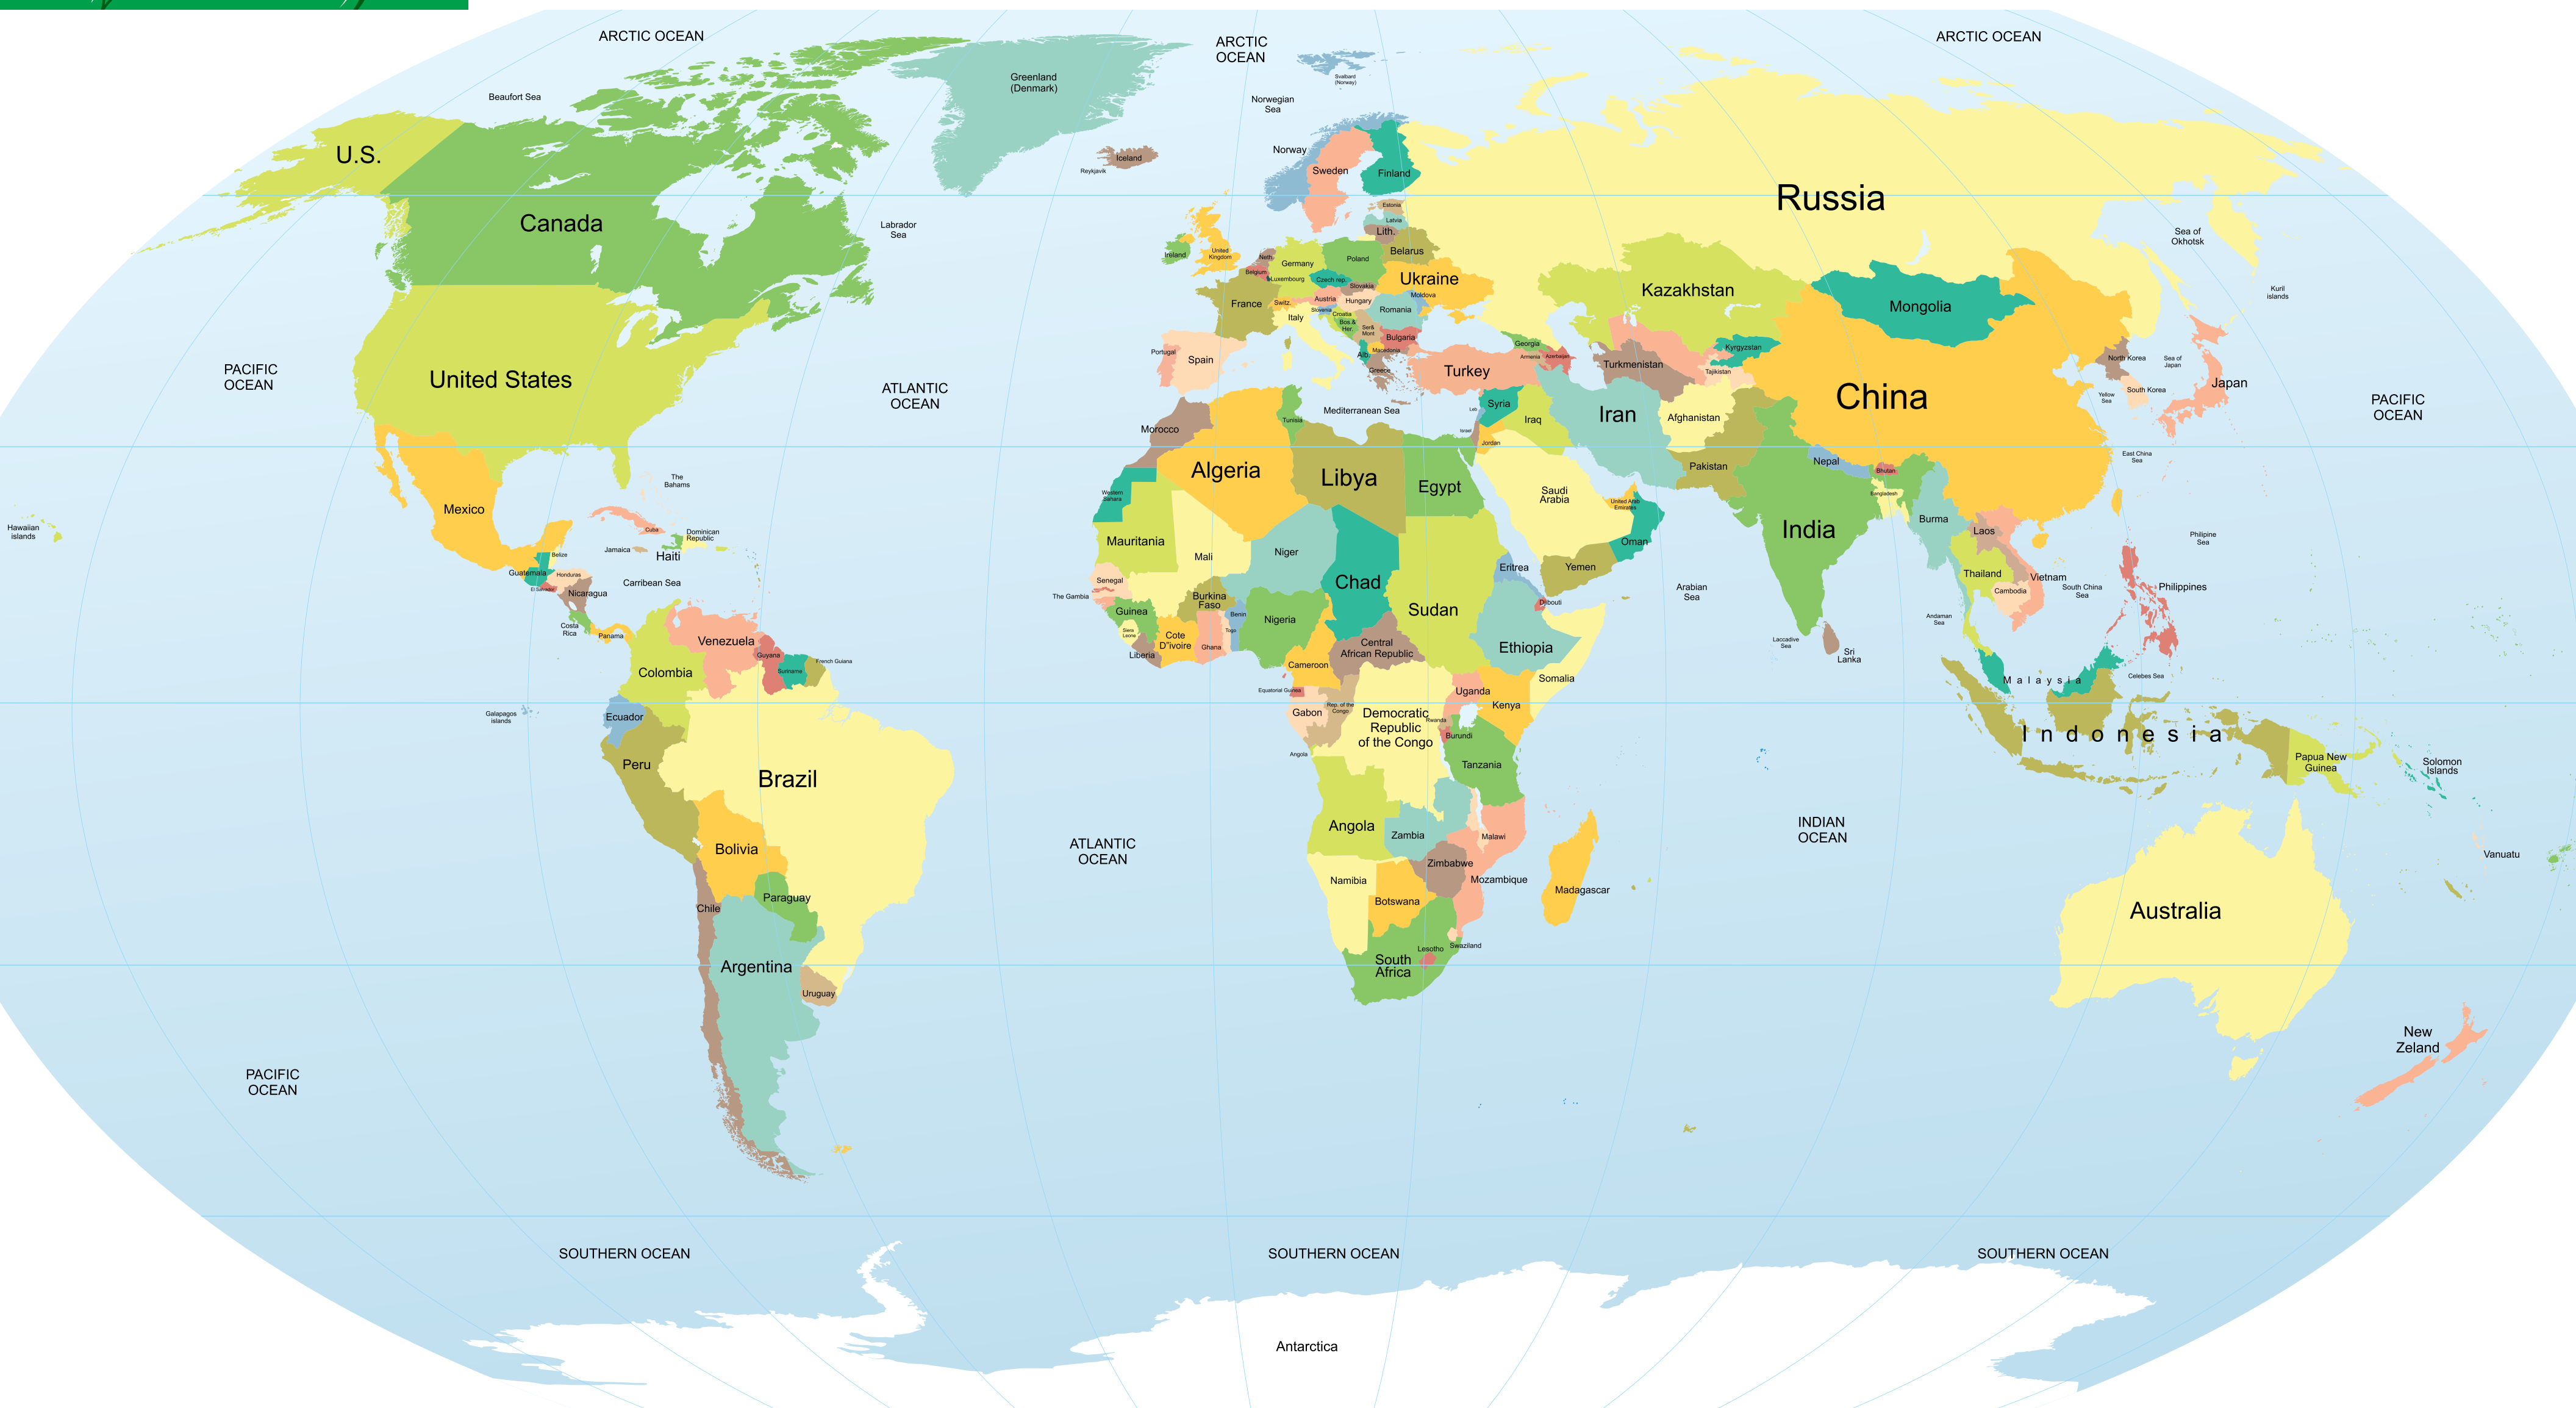 ARCTIC OCEAN
ARCTIC
OCEAN
ARCTIC OCEAN
Greenland
(Denmark)
Svalbard
(Norway)
Beaufort Sea
Norwegian
Sea
U.S.
Norway
Iceland
Reykjavik
Sweden
Finland
Canada
Russia
Labrador
Sea
Estonia
Latvia
Lith.
Sea of
Okhotsk
Ireland
United
Kingdom
Neth.
Belgium
Luxembourg
Germany
Poland
Belarus
Czech rep.
Slovakia
Ukraine
Kazakhstan
Mongolia
Kuril
islands
France
Switz.
Austria
Hungary
Moldova
Slovenia
Croatia
Romania
Italy
Bos.&
Her.
Ser&
Mont
Bulgaria
Macedonia
Alb.
Greece
Portugal
Spain
Georgia
Armenia
Azerbaijan
Turkey
Turkmenistan
Kyrgyzstan
Tajikistan
North Korea
Sea of
Japan
South Korea
Japan
Yellow
Sea
PACIFIC
OCEAN
United States
ATLANTIC
OCEAN
China
PACIFIC
OCEAN
Mediterranean Sea
Tunisia
Morocco
Leb
Syria
Israel
Iraq
Jordan
Iran
Afghanistan
Pakistan
Nepal
Bhutan
Bangladesh
East China
Sea
Algeria
Libya
Egypt
Saudi
Arabia
United Arab
Emirates
Oman
The
Bahams
Western
Sahara
Mexico
Hawaiian
islands
Cuba
Dominican
Republic
Jamaica
Haiti
Belize
Guatemala
Honduras
El Salvador
Nicaragua
Carribean Sea
Costa
Rica
Panama
Mauritania
Mali
Niger
Chad
Sudan
Eritrea
Yemen
Djibouti
Arabian
Sea
India
Burma
Laos
Thailand
Vietnam
Cambodia
South China
Sea
Philipine
Sea
Philippines
Andaman
Sea
Laccadive
Sea
Sri
Lanka
Senegal
The Gambia
Guinea
Siera
Leone
Liberia
Cote
D"ivoire
Burkina
Faso
Ghana
Togo
Benin
Nigeria
Cameroon
Central
African Republic
Ethiopia
Somalia
Venezuela
Guyana
Suriname
French Guiana
Colombia
Malaysia
Celebes Sea
Equatorial Guinea
Gabon
Rep. of the
Congo
Uganda
Kenya
Galapagos
islands
Ecuador
Democratic
Republic
of the Congo
Rwanda
Burundi
Indonesia
Angola
Tanzania
Peru
Brazil
Papua New
Guinea
Solomon
Islands
Angola
Zambia
Malawi
INDIAN
OCEAN
ATLANTIC
OCEAN
Bolivia
Zimbabwe
Mozambique
Vanuatu
Namibia
Botswana
Madagascar
Paraguay
Chile
Australia
Lesotho
Swaziland
South
Africa
Argentina
Uruguay
New
Zeland
PACIFIC
OCEAN
SOUTHERN OCEAN
SOUTHERN OCEAN
SOUTHERN OCEAN
Antarctica